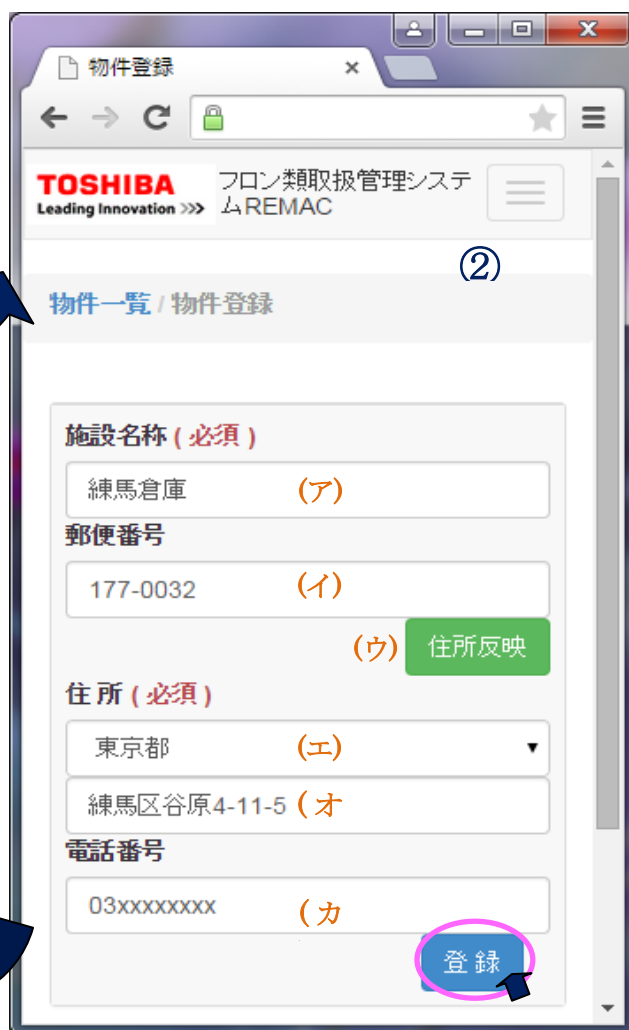 物件登録
TOSHIBA
Leading Innovation >>>
フロン類取扱管理システ
ムREMAC
②
物件一覧 / 物件登録
施設名称 ( 必須 )
練馬倉庫 (ア)
郵便番号
177-0032 (イ)
(ウ) 住所反映
住 所 ( 必須 )
東京都 (エ)
練馬区谷原4-11-5 ( オ
電話番号
03xxxxxxxx ( カ
登 録